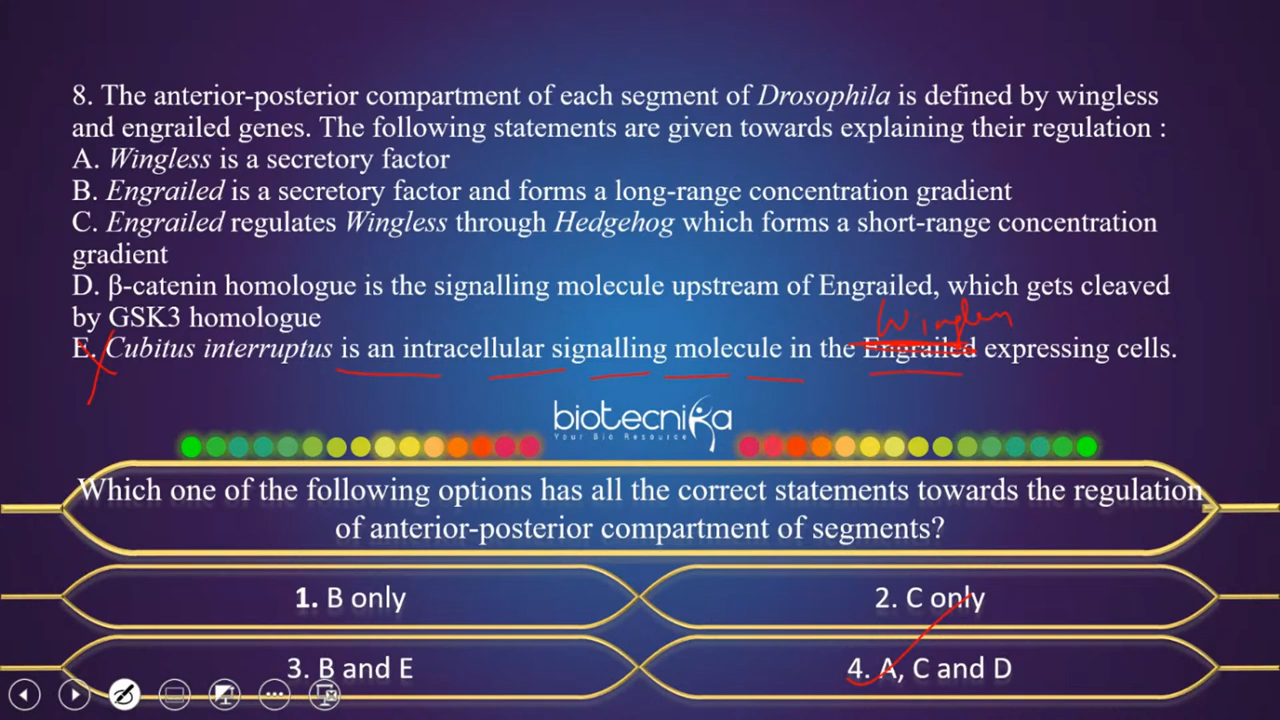 8. The anterior-posterior compartment of each segment of Drosophila is defined by wingless
and engrailed genes. The following statements are given towards explaining their regulation :
A. Wingless is a secretory factor
B. Engrailed is a secretory factor and forms a long-range concentration gradient
C. Engrailed regulates Wingless through Hedgehog which forms a short-range concentration
gradient
D. β-catenin homologue is the signalling molecule upstream of Engrailed, which gets cleaved
by GSK3 homologue
Wingless
E. Cubitus interruptus is an intracellular signalling molecule in the Engrailed expressing cells.
biotecnika
Your Bio Resource
Which one of the following options has all the correct statements towards the regulation
of anterior-posterior compartment of segments?
1. B only
2. C only
3. B and E
4. A, C and D